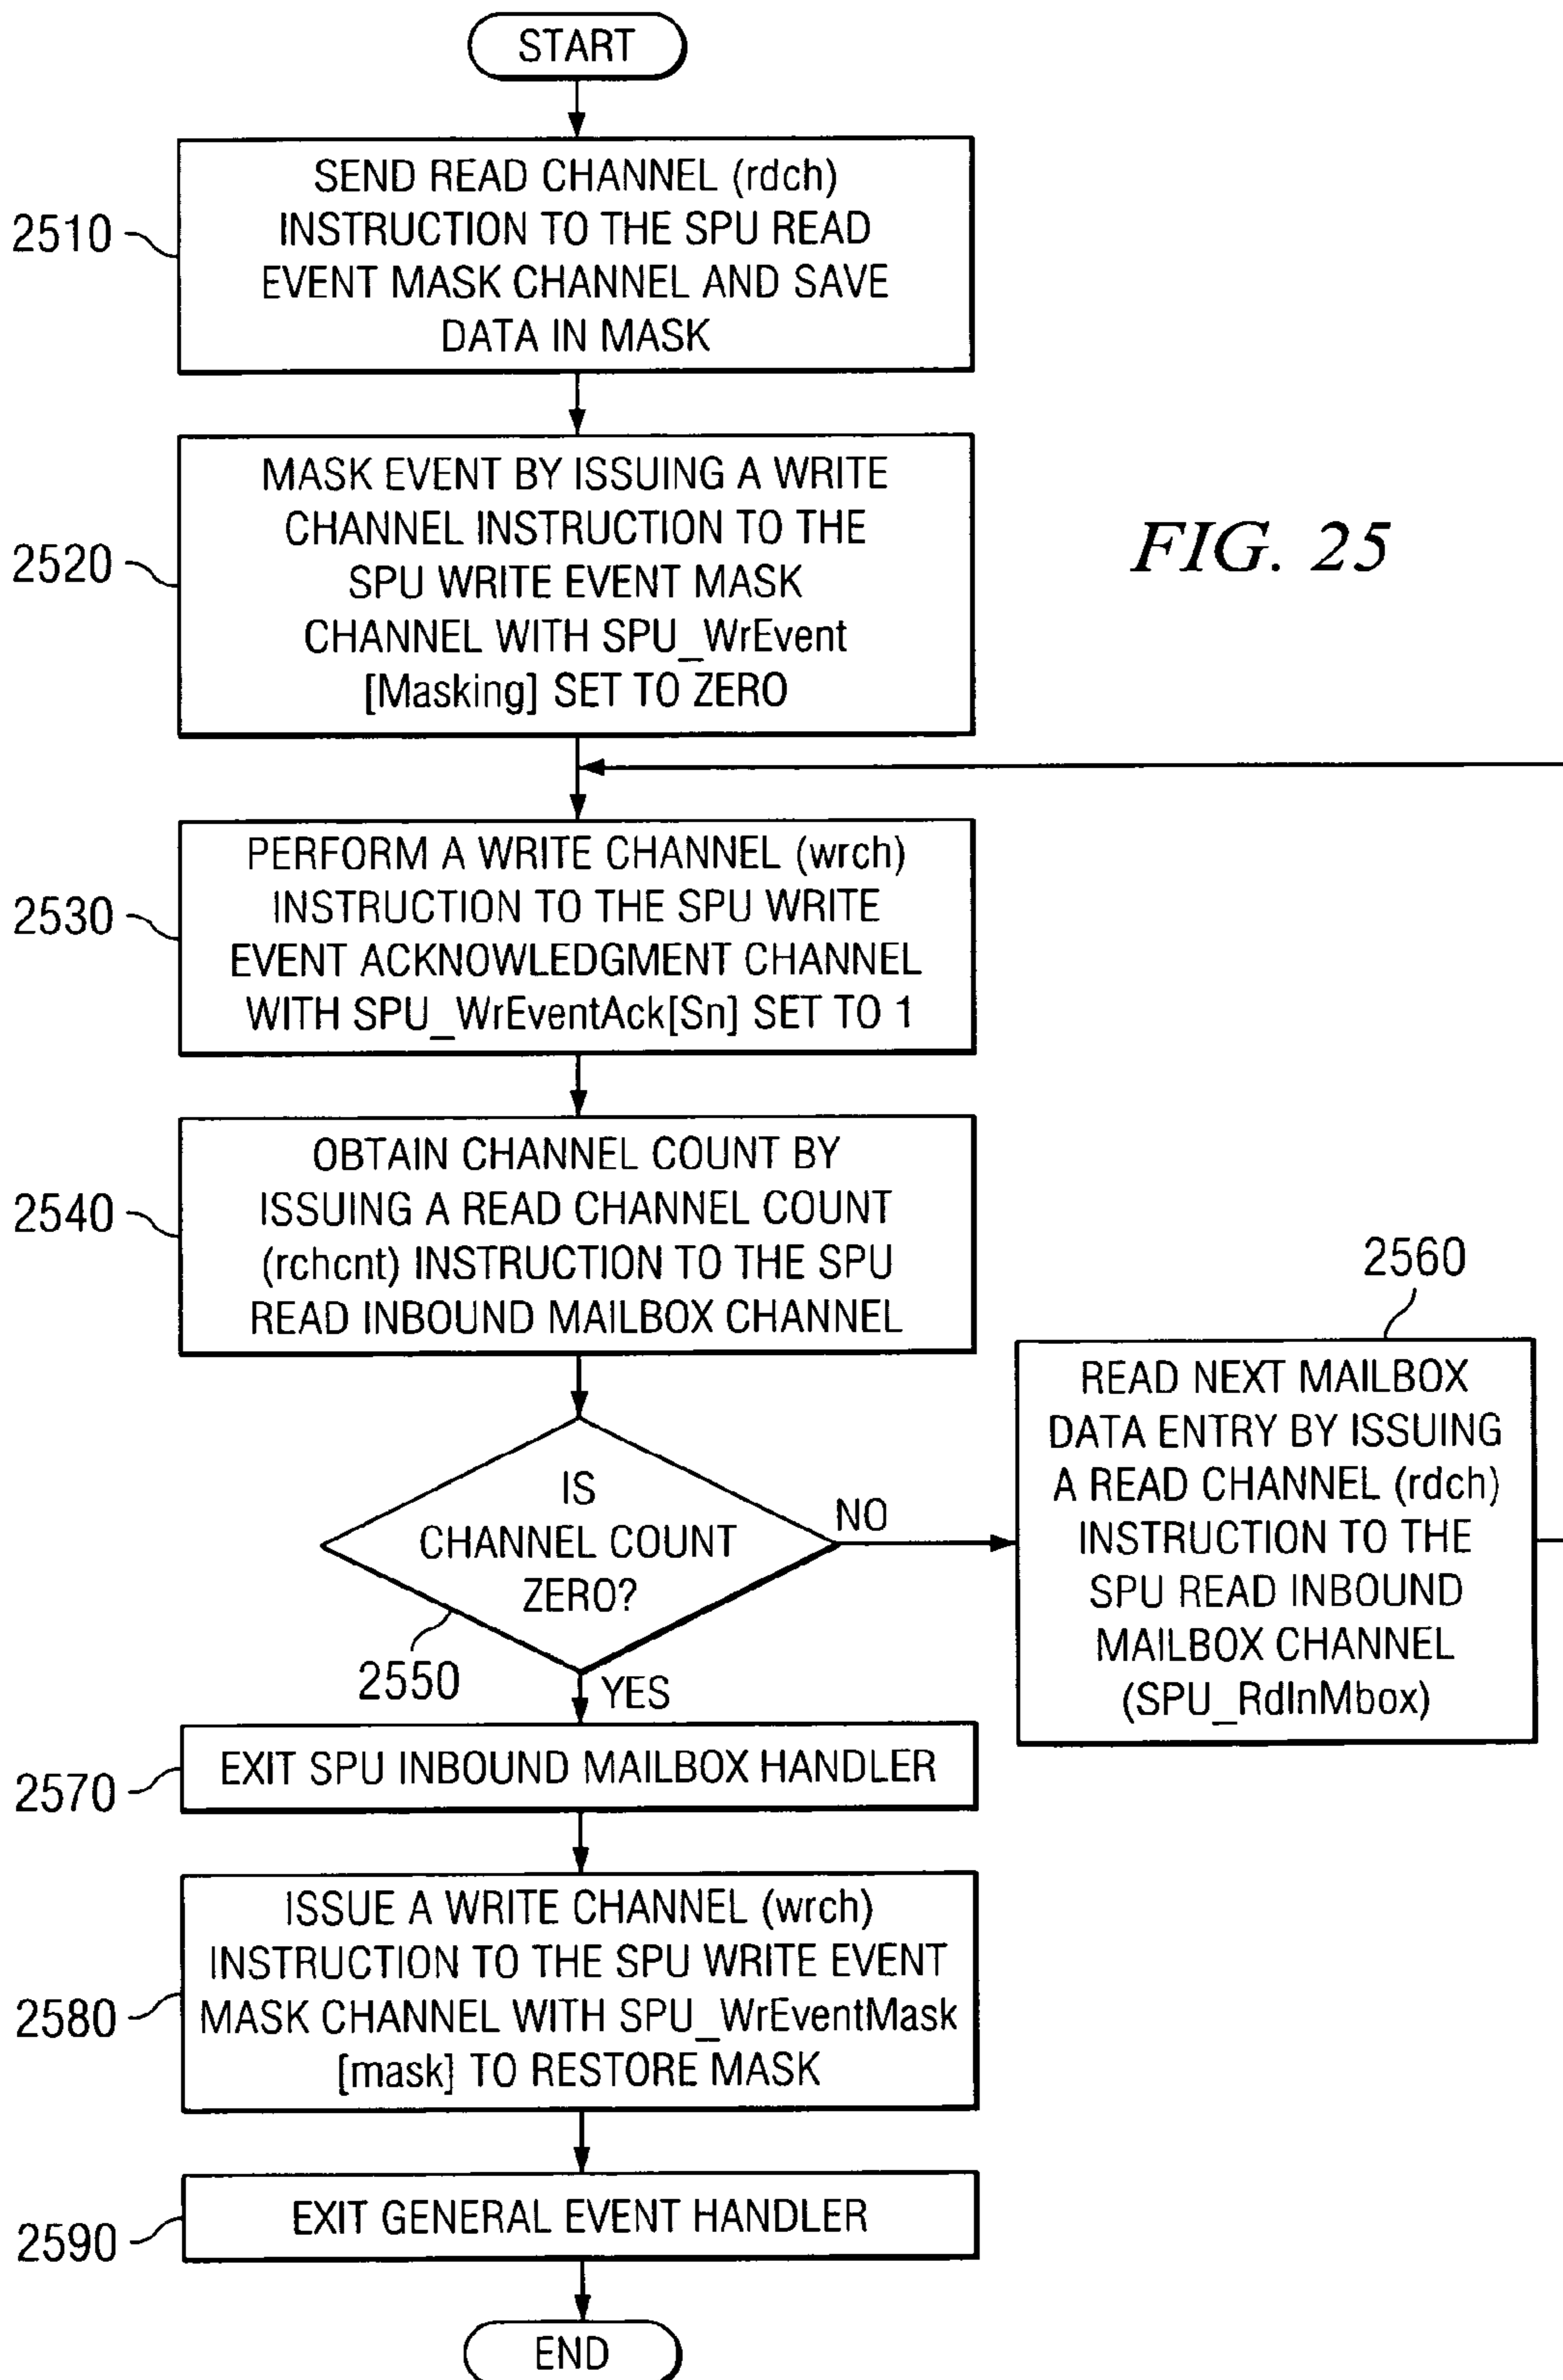 START
2510
SEND READ CHANNEL (rdch)
INSTRUCTION TO THE SPU READ
EVENT MASK CHANNEL AND SAVE
DATA IN MASK
2520
MASK EVENT BY ISSUING A WRITE
CHANNEL INSTRUCTION TO THE
SPU WRITE EVENT MASK
CHANNEL WITH SPU_WrEvent
[Masking] SET TO ZERO
FIG. 25
2530
PERFORM A WRITE CHANNEL (wrch)
INSTRUCTION TO THE SPU WRITE
EVENT ACKNOWLEDGMENT CHANNEL
WITH SPU_WrEventAck[Sn] SET TO 1
2540
OBTAIN CHANNEL COUNT BY
ISSUING A READ CHANNEL COUNT
(rchcnt) INSTRUCTION TO THE SPU
READ INBOUND MAILBOX CHANNEL
IS
CHANNEL COUNT
ZERO?
2550
NO
YES
2560
READ NEXT MAILBOX
DATA ENTRY BY ISSUING
A READ CHANNEL (rdch)
INSTRUCTION TO THE
SPU READ INBOUND
MAILBOX CHANNEL
(SPU_RdInMbox)
2570
EXIT SPU INBOUND MAILBOX HANDLER
2580
ISSUE A WRITE CHANNEL (wrch)
INSTRUCTION TO THE SPU WRITE EVENT
MASK CHANNEL WITH SPU_WrEventMask
[mask] TO RESTORE MASK
2590
EXIT GENERAL EVENT HANDLER
END